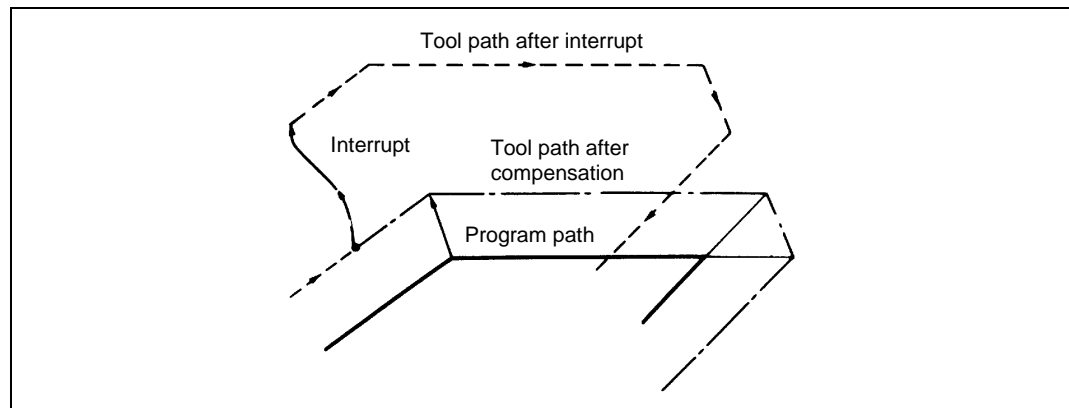 Tool path after interrupt
Interrupt
Tool path after
compensation
Program path